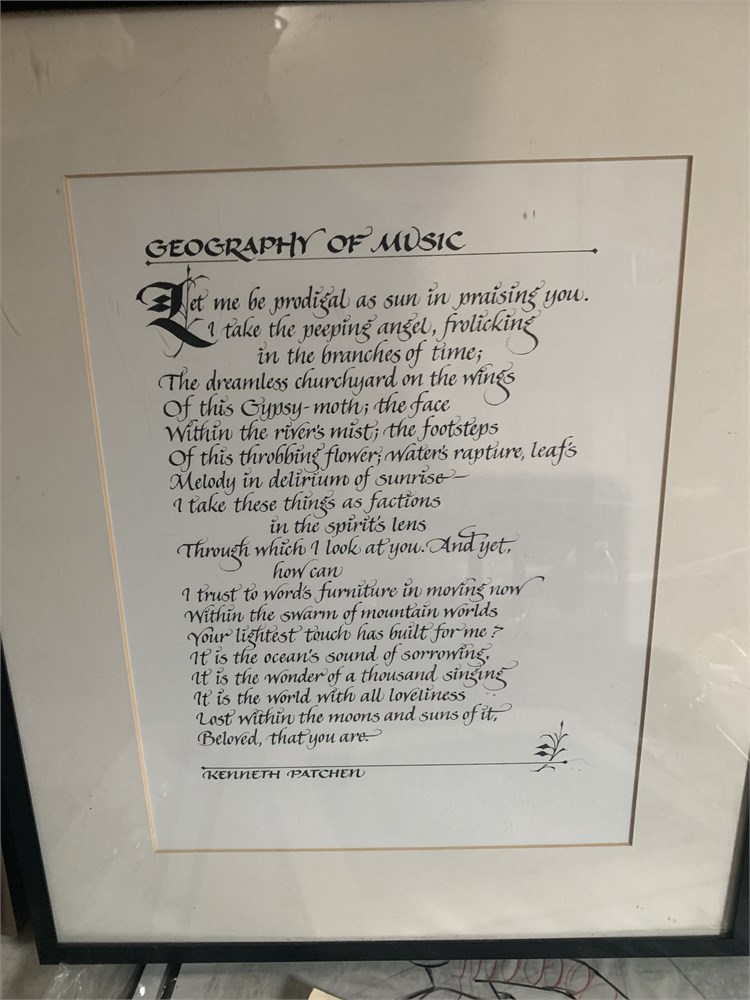 GEOGRAPHY OF MUSIC
Let me be prodigal as sun in praising you.
I take the peeping angel, frolicking
in the branches of time;
The dreamless churchyard on the wings
Of this Gypsy-moth; the face
Within the river's mist; the footsteps
Of this throbbing flower; water's rapture, leaf's
Melody in delirium of sunrise—
I take these things as factions
in the spirit's lens
Through which I look at you. And yet,
how can
I trust to word's furniture in moving now
Within the swarm of mountain worlds
Your lightest touch has built for me?
It is the ocean's sound of sorrowing,
It is the wonder of a thousand singing
It is the world with all loveliness
Lost within the moons and suns of it,
Beloved, that you are.
KENNETH PATCHEN